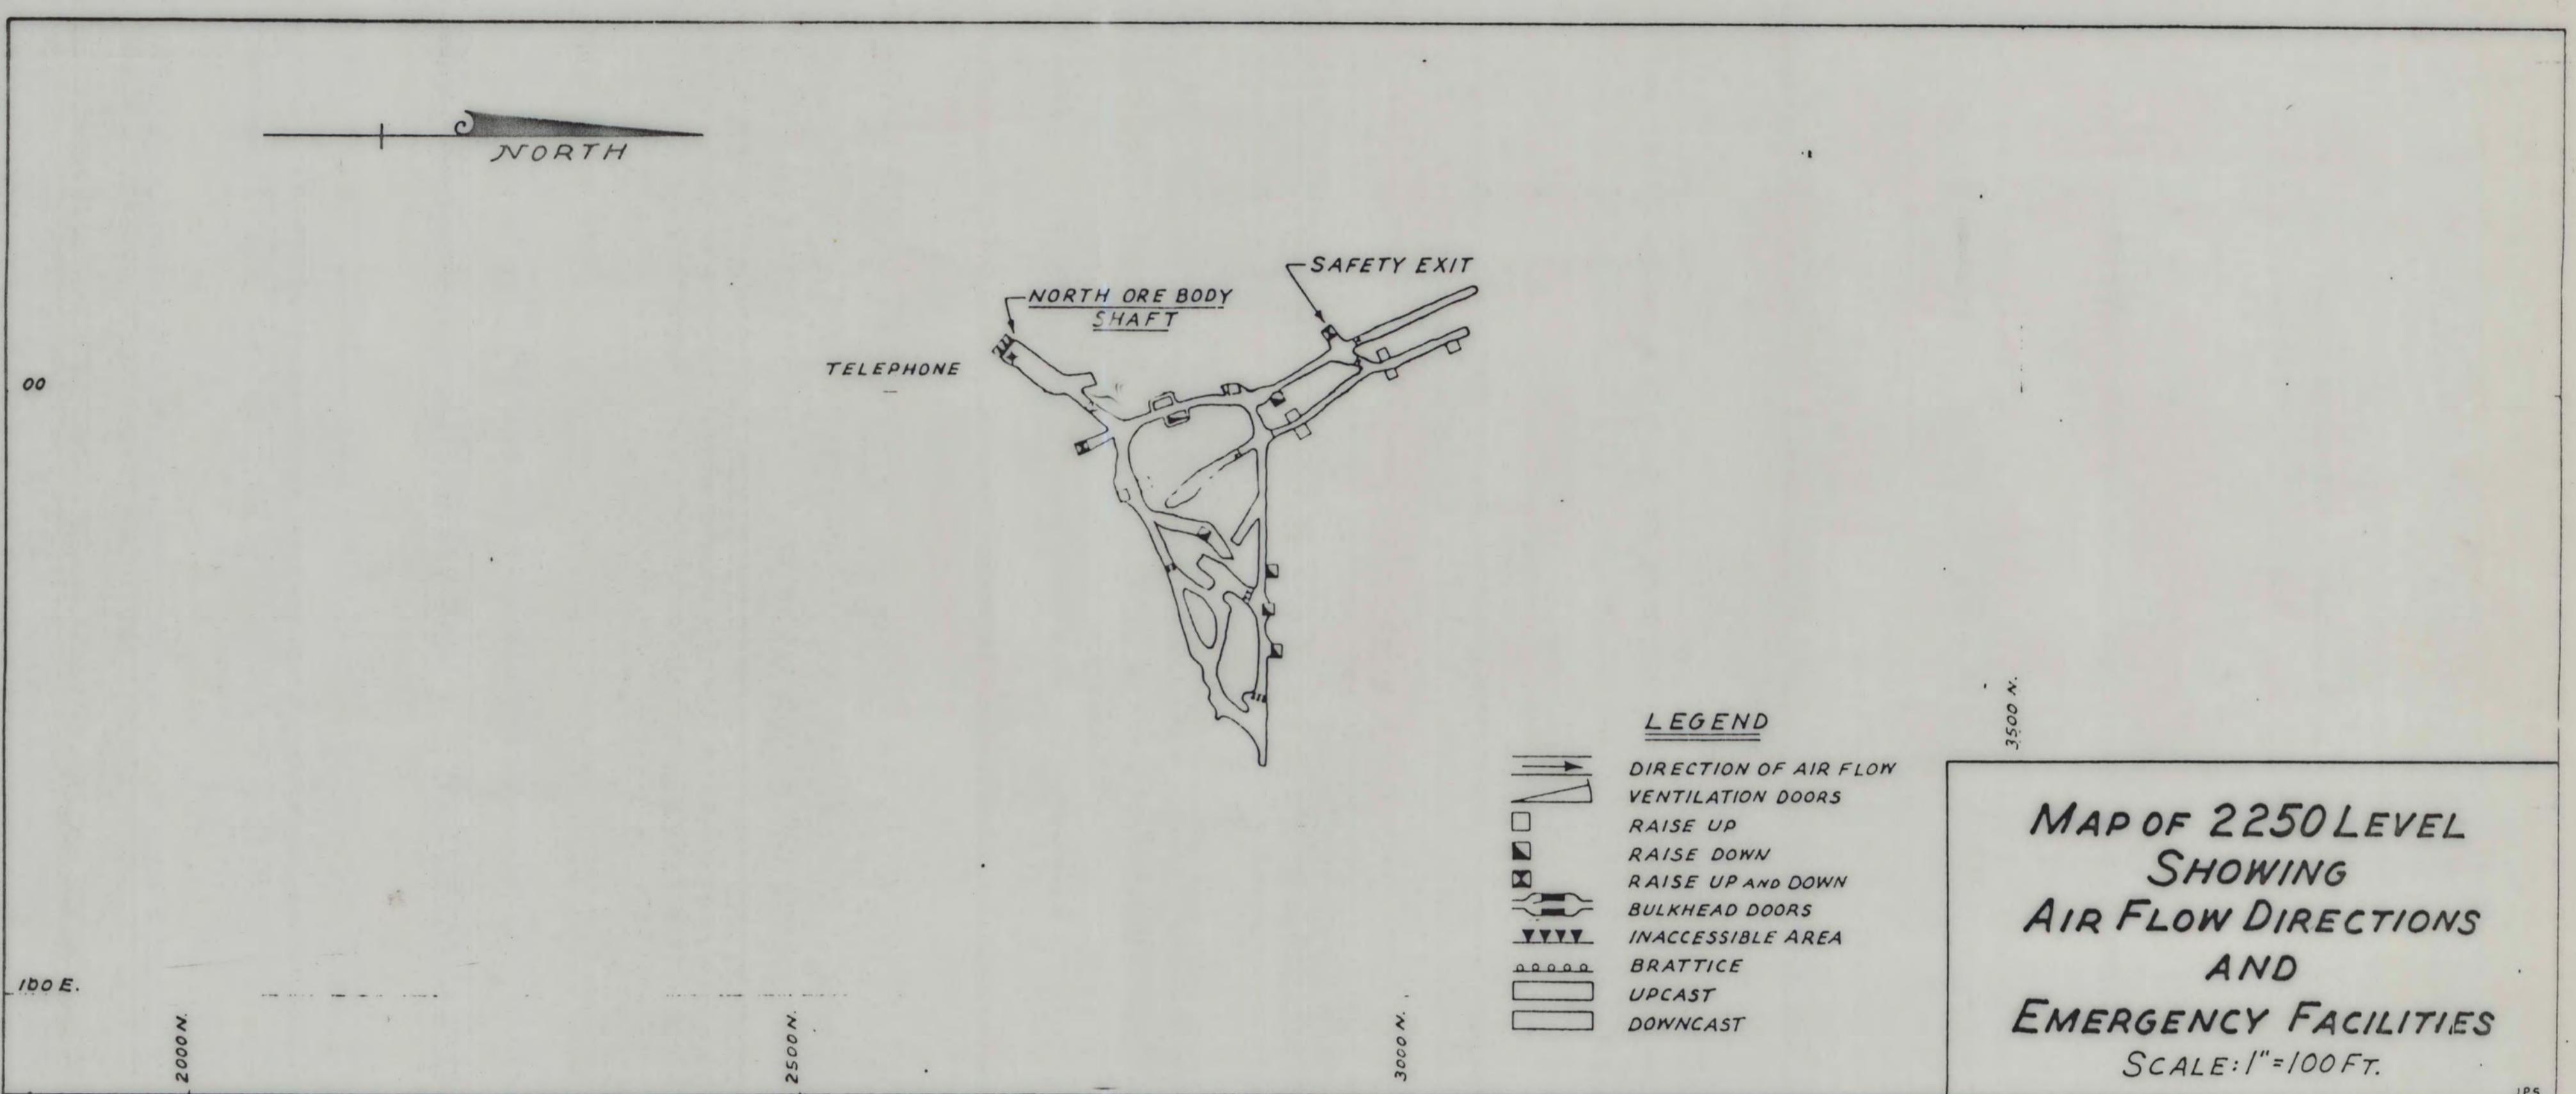 NORTH
SAFETY EXIT
NORTH ORE BODY
SHAFT
TELEPHONE
00
100 E.
2000 N.
2500 N.
3000 N.
3500 N.
LEGEND
DIRECTION OF AIR FLOW
VENTILATION DOORS
RAISE UP
RAISE DOWN
RAISE UP AND DOWN
BULKHEAD DOORS
INACCESSIBLE AREA
BRATTICE
UPCAST
DOWNCAST
MAP OF 2250 LEVEL
SHOWING
AIR FLOW DIRECTIONS
AND
EMERGENCY FACILITIES
SCALE: 1"=100 FT.